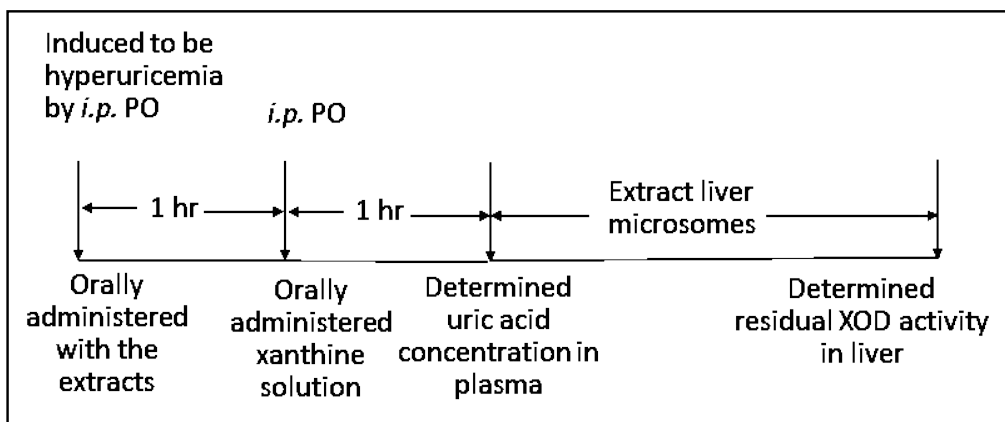 Induced to be
hyperuricemia
by i.p. PO
i.p. PO
1 hr
1 hr
Extract liver
microsomes
Orally
administered
with the
extracts
Orally
administered
xanthine
solution
Determined
uric acid
concentration in
plasma
Determined
residual XOD activity
in liver